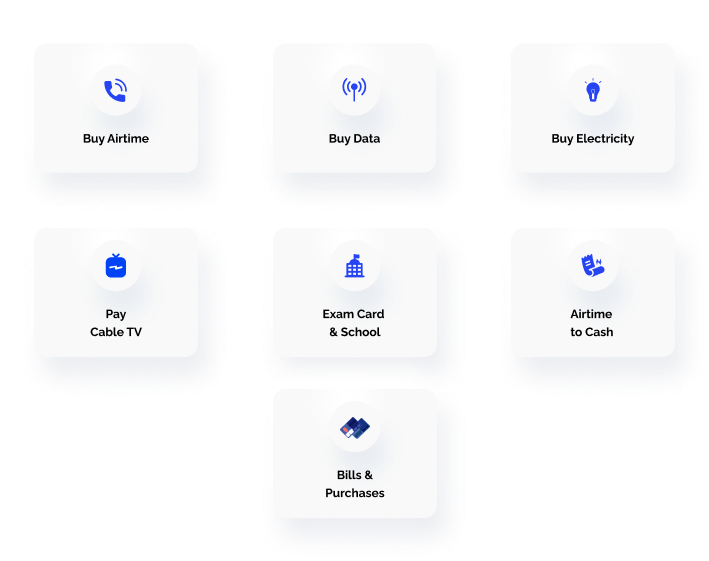 Buy Airtime
Buy Data
Buy Electricity
Pay
Cable TV
Exam Card
& School
Airtime
to Cash
Bills &
Purchases